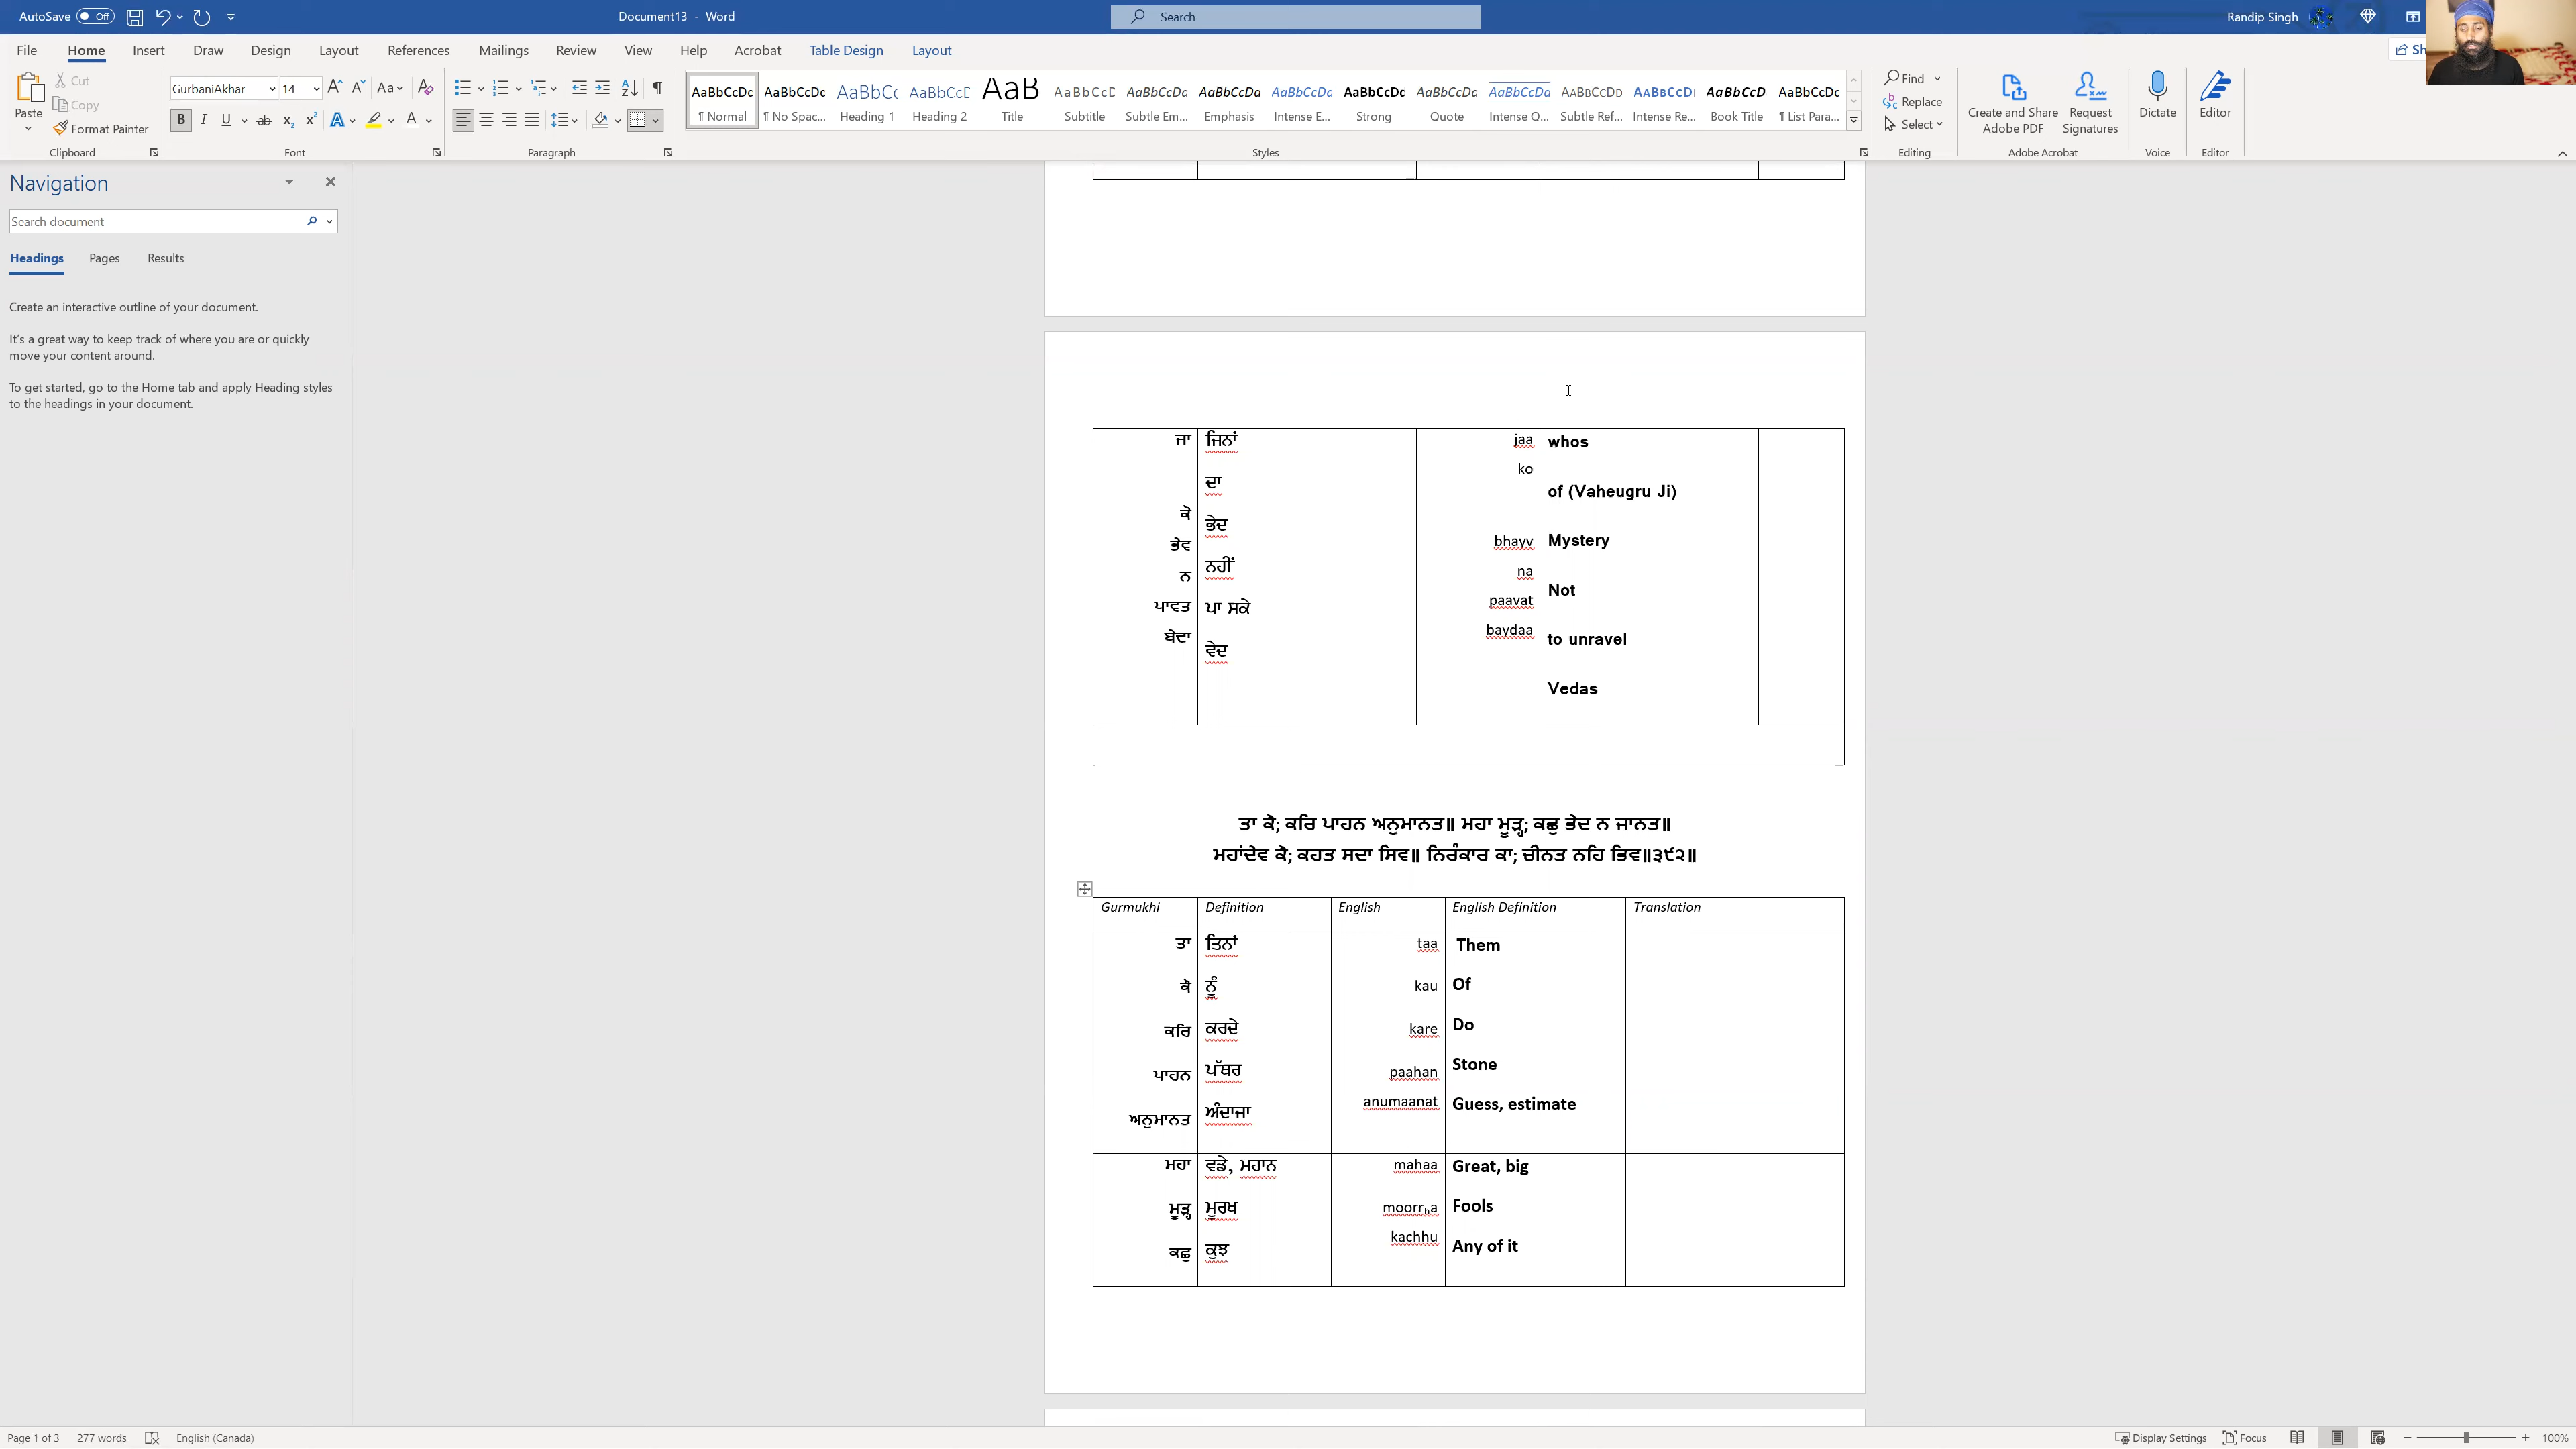 AutoSave Off Document13 - Word Search Randip Singh
File Home Insert Draw Design Layout References Mailings Review View Help Acrobat Table Design Layout
Paste Cut Copy Format Painter
Clipboard
GurbaniAkhar 14
Font
Paragraph
AaBbCcDc AaBbCcDc AaBbCc AaBbCcD AaB AaBbCcD AaBbCcDa AaBbCcDa AaBbCcDa AaBbCcDc AaBbCcDa AaBbCcDa AaBbCcDd AaBbCcD AaBbCcD AaBbCcDc
¶ Normal ¶ No Spac... Heading 1 Heading 2 Title Subtitle Subtle Em... Emphasis Intense E... Strong Quote Intense Q... Subtle Ref... Intense Re... Book Title ¶ List Para...
Styles
Find Replace Select
Editing
Create and Share Adobe PDF Request Signatures
Adobe Acrobat
Dictate
Voice
Editor
Editor
Navigation
Search document
Headings Pages Results
Create an interactive outline of your document.
It's a great way to keep track of where you are or quickly
move your content around.
To get started, go to the Home tab and apply Heading styles
to the headings in your document.
ਜਾ ਜਿਨਾਂ jaa whos
ਕੋ ਦਾ ko of (Vaheugru Ji)
ਭੇਵ ਭੇਦ bhayv Mystery
ਨ ਨਹੀਂ na Not
ਪਾਵਤ ਪਾ ਸਕੇ paavat to unravel
ਬੇਦਾ ਵੇਦ baydaa Vedas
ਤਾ ਕੌ; ਕਰਿ ਪਾਹਨ ਅਨੁਮਾਨਤ॥ ਮਹਾ ਮੂੜ੍ਹ; ਕਛੁ ਭੇਦ ਨ ਜਾਨਤ॥
ਮਹਾਂਦੇਵ ਕੌ; ਕਹਤ ਸਦਾ ਸਿਵ॥ ਨਿਰੰਕਾਰ ਕਾ; ਚੀਨਤ ਨਹਿ ਭਿਵ॥੩੯੨॥
Gurmukhi Definition English English Definition Translation
ਤਾ ਤਿਨਾਂ taa Them
ਕੌ ਨੂੰ kau Of
ਕਰਿ ਕਰਦੇ kare Do
ਪਾਹਨ ਪੱਥਰ paahan Stone
ਅਨੁਮਾਨਤ ਅੰਦਾਜਾ anumaanat Guess, estimate
ਮਹਾ ਵਡੇ, ਮਹਾਨ mahaa Great, big
ਮੂੜ੍ਹ ਮੂਰਖ moorrha Fools
ਕਛੁ ਕੁਝ kachhu Any of it
Page 1 of 3 277 words English (Canada) Display Settings Focus 100%